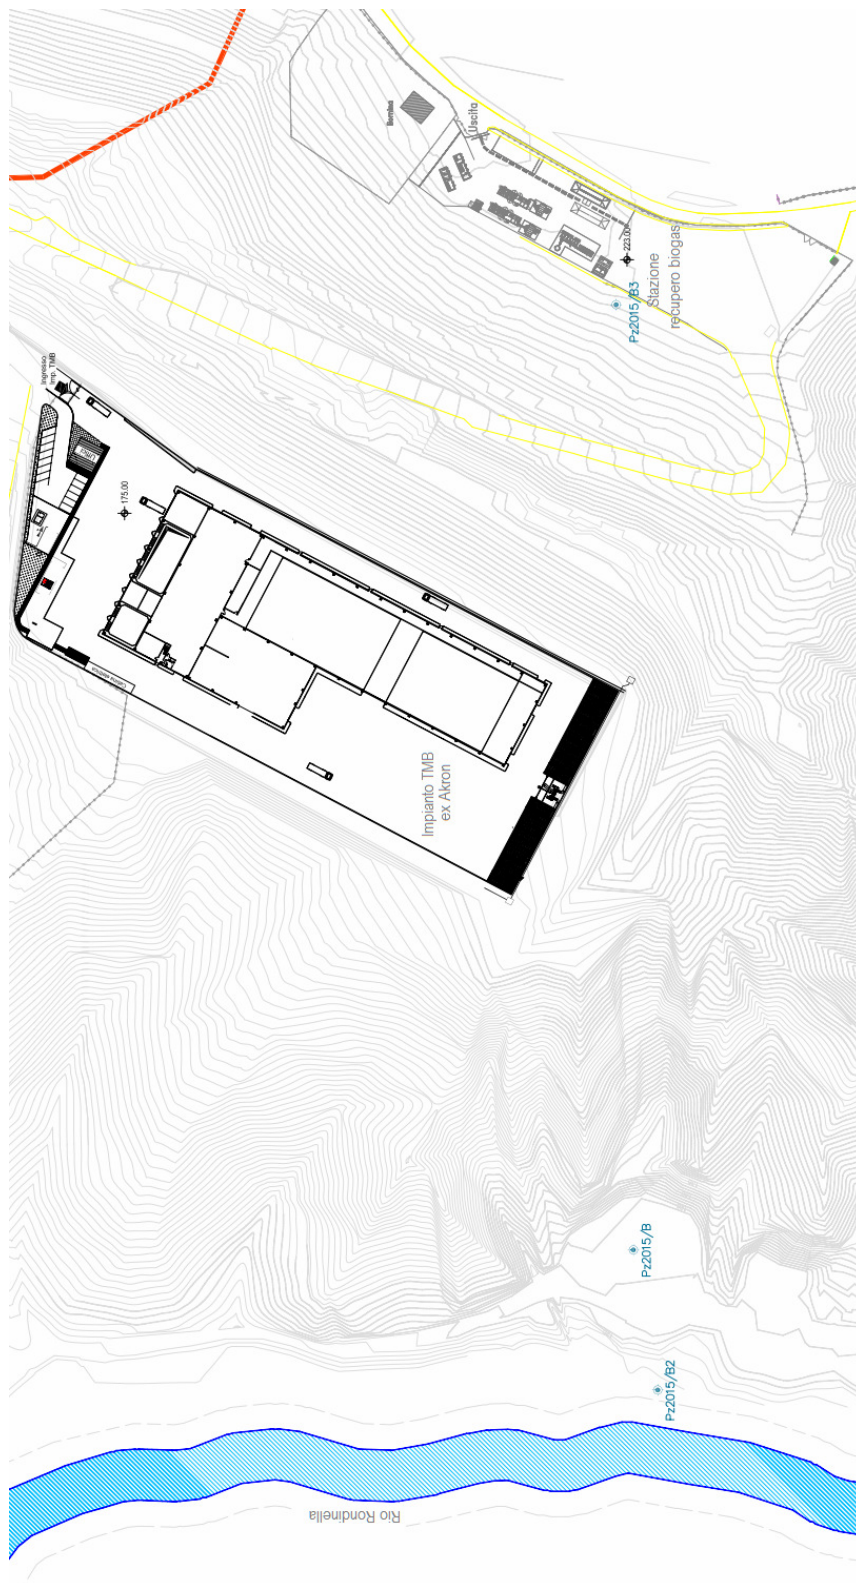 Uscita
223.00
Stazione
recupero biogas
Pz2015/B3
Ingresso
Imp. TMB
Uffici
175.00
Impianto TMB
ex Akron
Pz2015/B
Pz2015/B2
Rio Rondinella